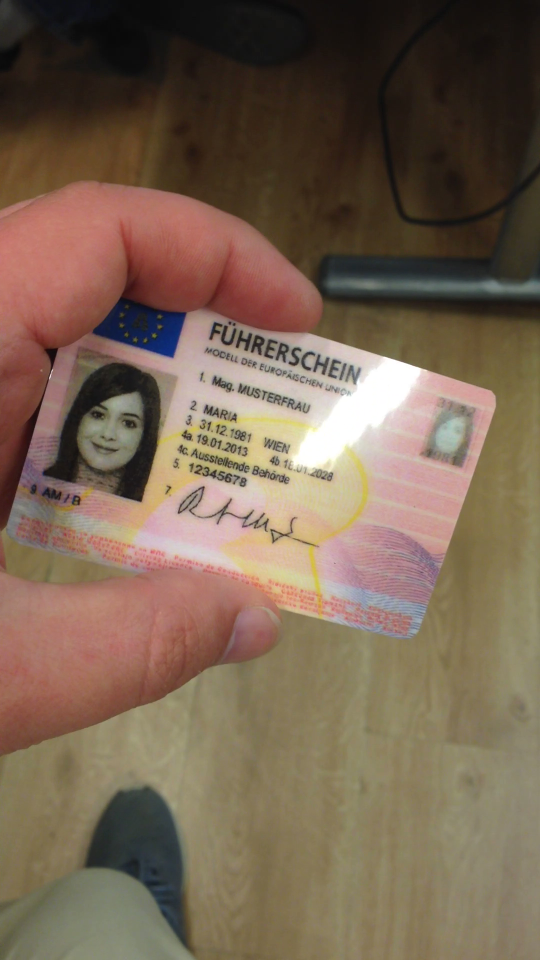 FÜHRERSCHEIN
MODELL DER EUROPÄISCHEN UNION
1. Mag. MUSTERFRAU
2 MARIA
3. 31.12.1981 WIEN
4a. 19.01.2013 4b 18.01.2028
4c. Ausstellende Behörde
5. 12345678
7.
9 AM / B